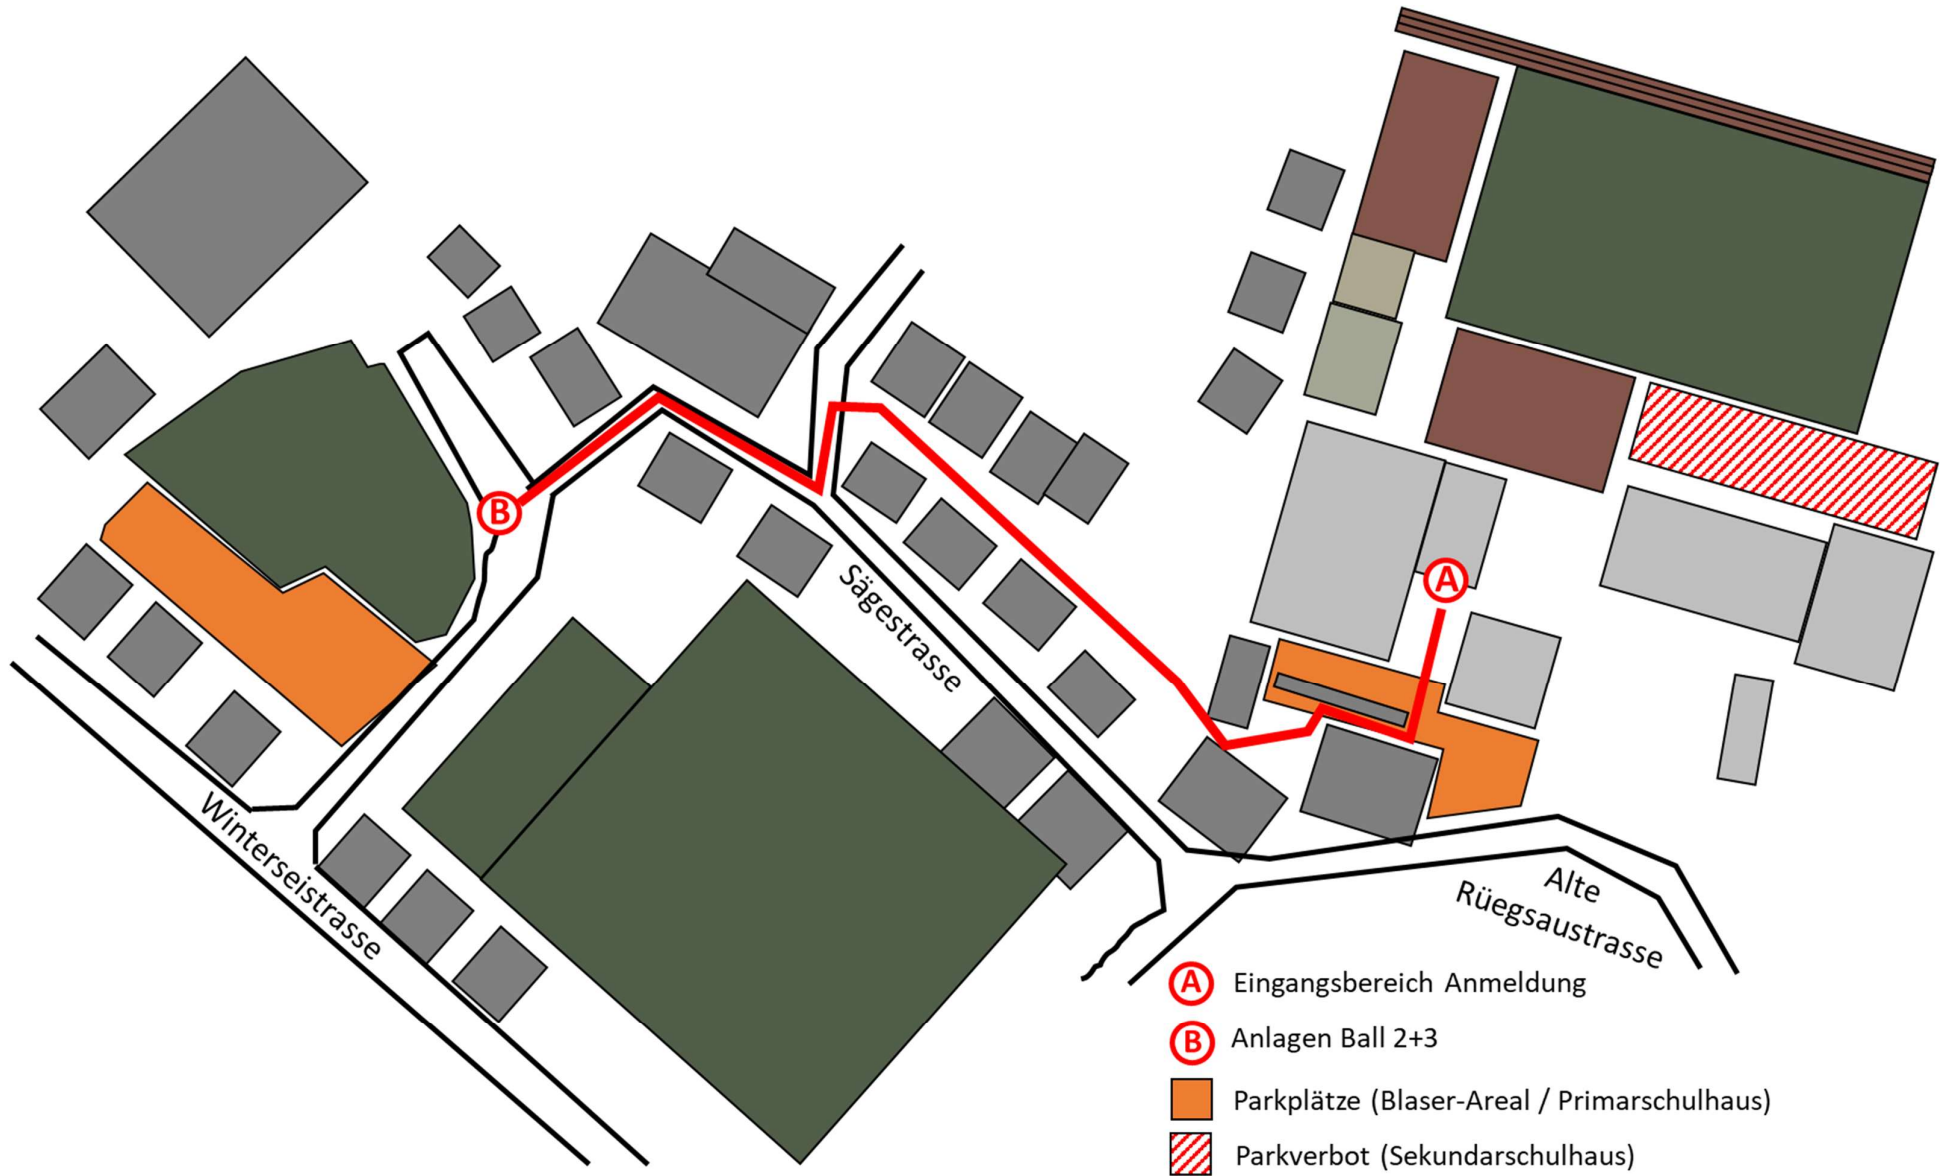 B
A
Sägestrasse
Winterseistrasse
Alte
Rüegsaustrasse
A Eingangsbereich Anmeldung
B Anlagen Ball 2+3
Parkplätze (Blaser-Areal / Primarschulhaus)
Parkverbot (Sekundarschulhaus)